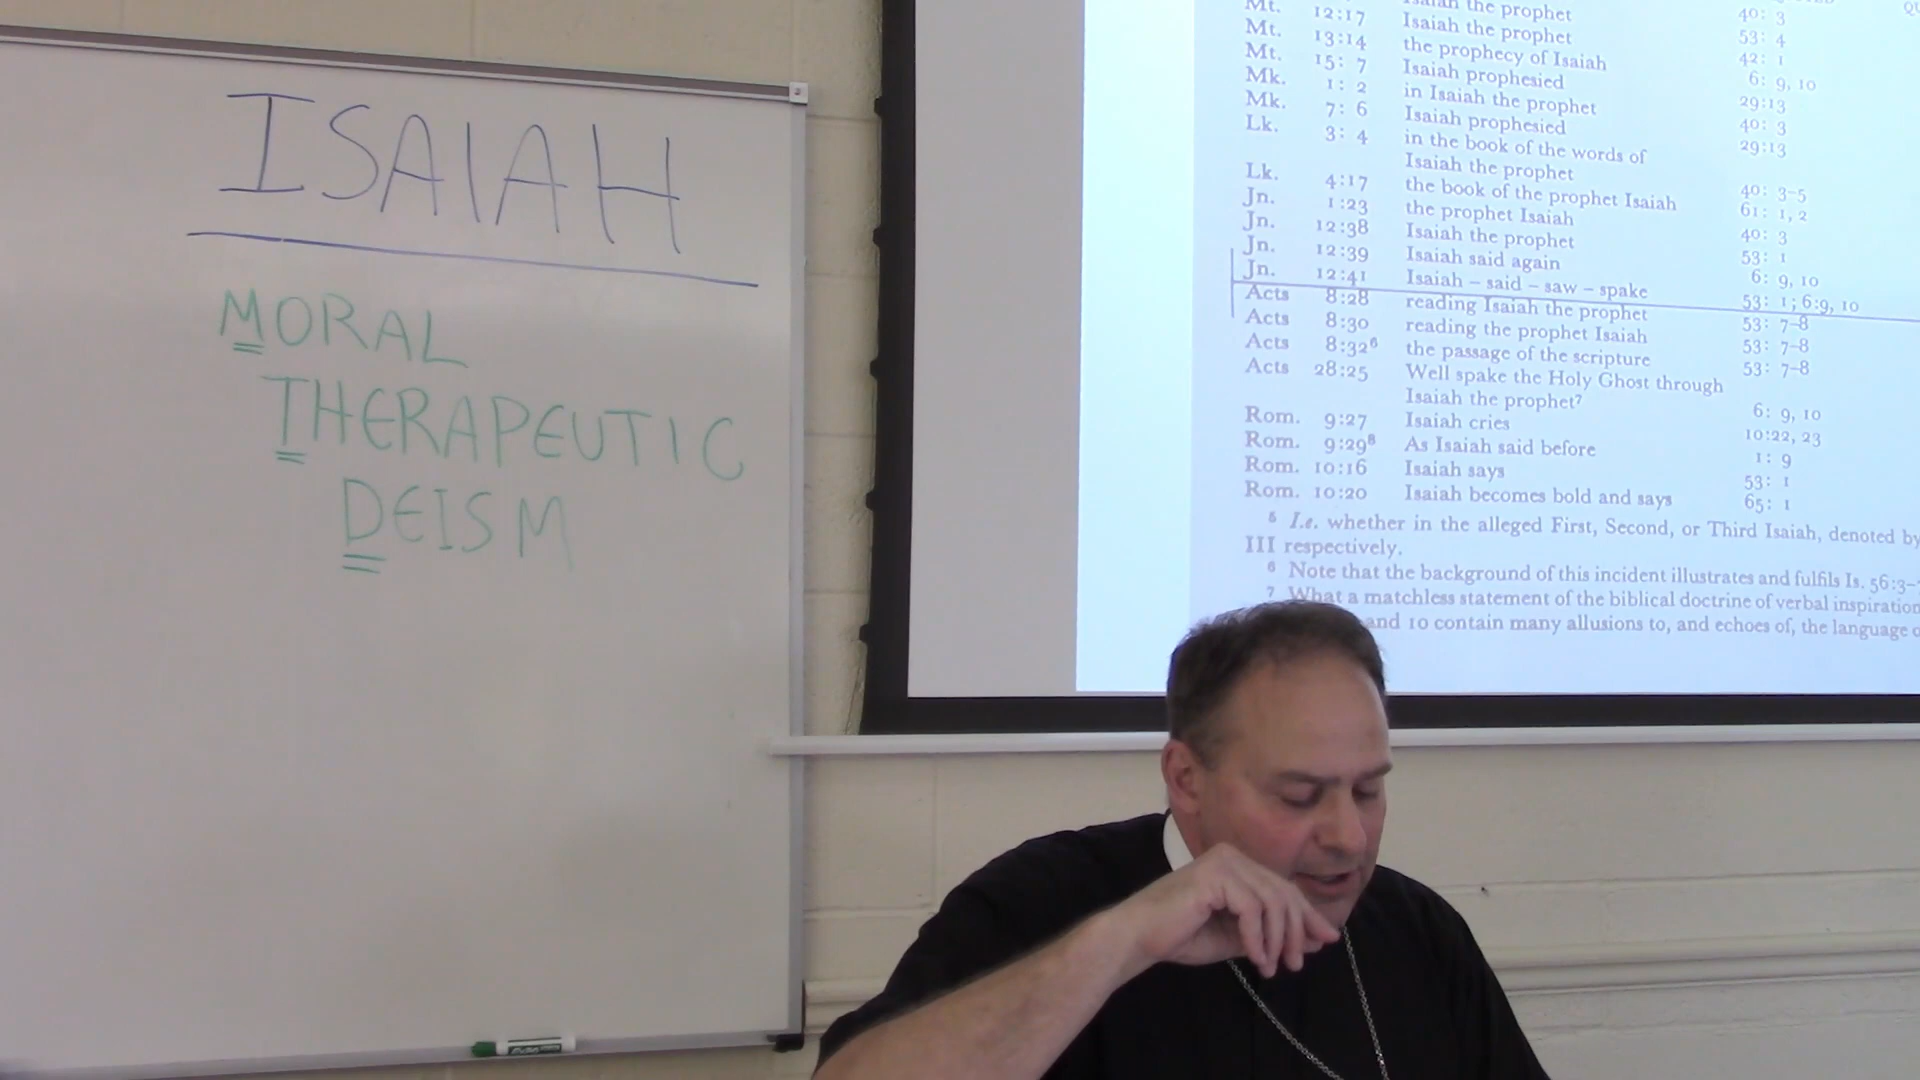 ISAIAH
MORAL
THERAPEUTIC
DEISM
Isaiah the prophet 40: 3
Mt. 12:17 Isaiah the prophet 53: 4
Mt. 13:14 the prophecy of Isaiah 42: 1
Mt. 15: 7 Isaiah prophesied 6: 9, 10
Mk. 1: 2 in Isaiah the prophet 29:13
Mk. 7: 6 Isaiah prophesied 40: 3
Lk. 3: 4 in the book of the words of 29:13
Isaiah the prophet
Lk. 4:17 the book of the prophet Isaiah 40: 3–5
Jn. 1:23 the prophet Isaiah 61: 1, 2
Jn. 12:38 Isaiah the prophet 40: 3
Jn. 12:39 Isaiah said again 53: 1
Jn. 12:41 Isaiah – said – saw – spake 6: 9, 10
Acts 8:28 reading Isaiah the prophet 53: 1; 6:9, 10
Acts 8:30 reading the prophet Isaiah 53: 7–8
Acts 8:32⁶ the passage of the scripture 53: 7–8
Acts 28:25 Well spake the Holy Ghost through 53: 7–8
Isaiah the prophet⁷ 6: 9, 10
Rom. 9:27 Isaiah cries 10:22, 23
Rom. 9:29⁸ As Isaiah said before 1: 9
Rom. 10:16 Isaiah says 53: 1
Rom. 10:20 Isaiah becomes bold and says 65: 1
⁵ I.e. whether in the alleged First, Second, or Third Isaiah, denoted by
III respectively.
⁶ Note that the background of this incident illustrates and fulfils Is. 56:3–
⁷ What a matchless statement of the biblical doctrine of verbal inspiration
and 10 contain many allusions to, and echoes of, the language o
EXPO